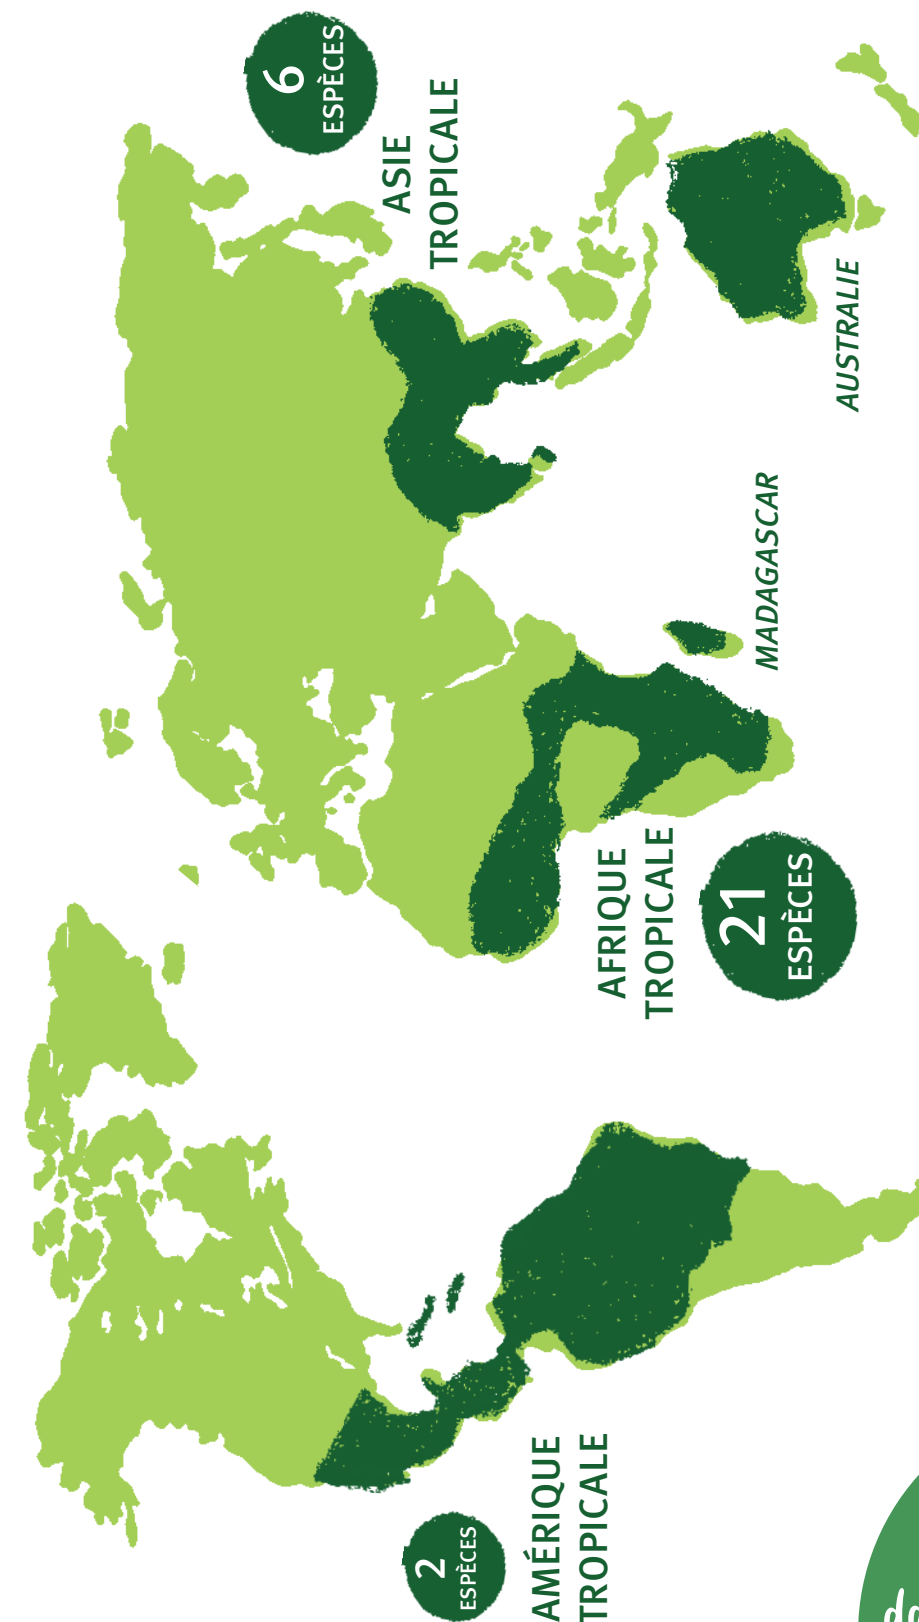 6
ESPÈCES
ASIE
TROPICALE
AUSTRALIE
MADAGASCAR
AFRIQUE
TROPICALE
21
ESPÈCES
2
ESPÈCES
AMÉRIQUE
TROPICALE